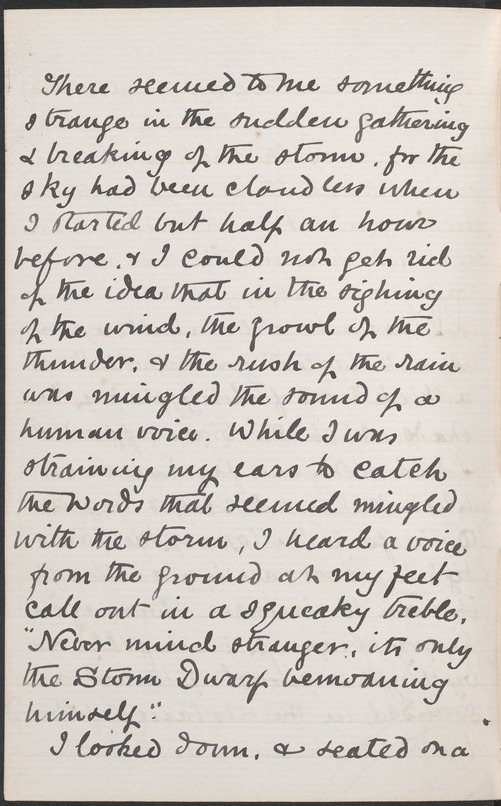 There seemed to me something
strange in the sudden gathering
& breaking of the storm, for the
sky had been cloudless when
I started but half an hour
before, & I could not get rid
of the idea that in the sighing
of the wind, the growl of the
thunder, & the rush of the rain
was mingled the sound of a
human voice. While I was
straining my ears to catch
the words that seemed mingled
with the storm, I heard a voice
from the ground at my feet
call out in a squeaky treble,
"Never mind stranger, its only
the Storm Dwarf bemoaning
himself"
I looked down, & seated on a